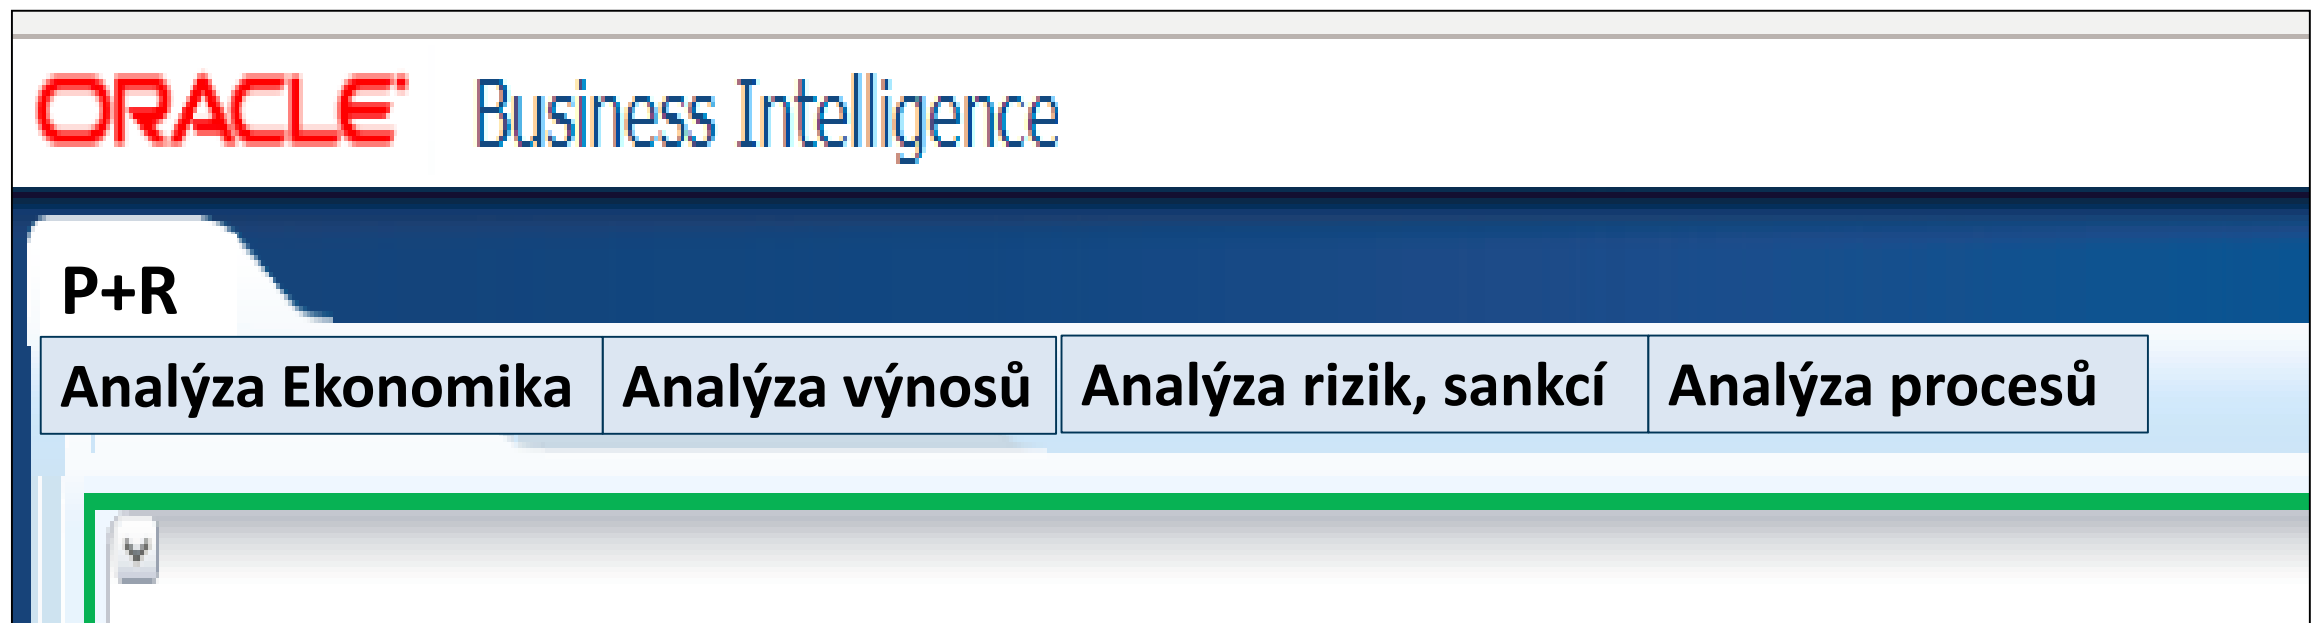 ORACLE Business Intelligence
P+R
Analýza Ekonomika Analýza výnosů Analýza rizik, sankcí Analýza procesů